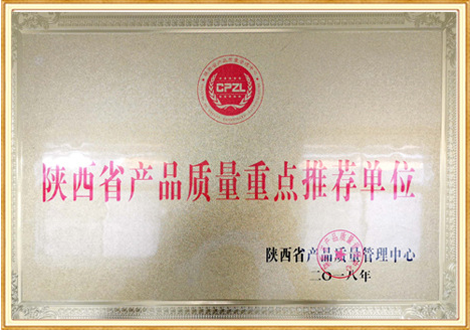 CPZL
陕西省产品质量重点推荐单位
陕西省产品质量管理中心
二〇一八年